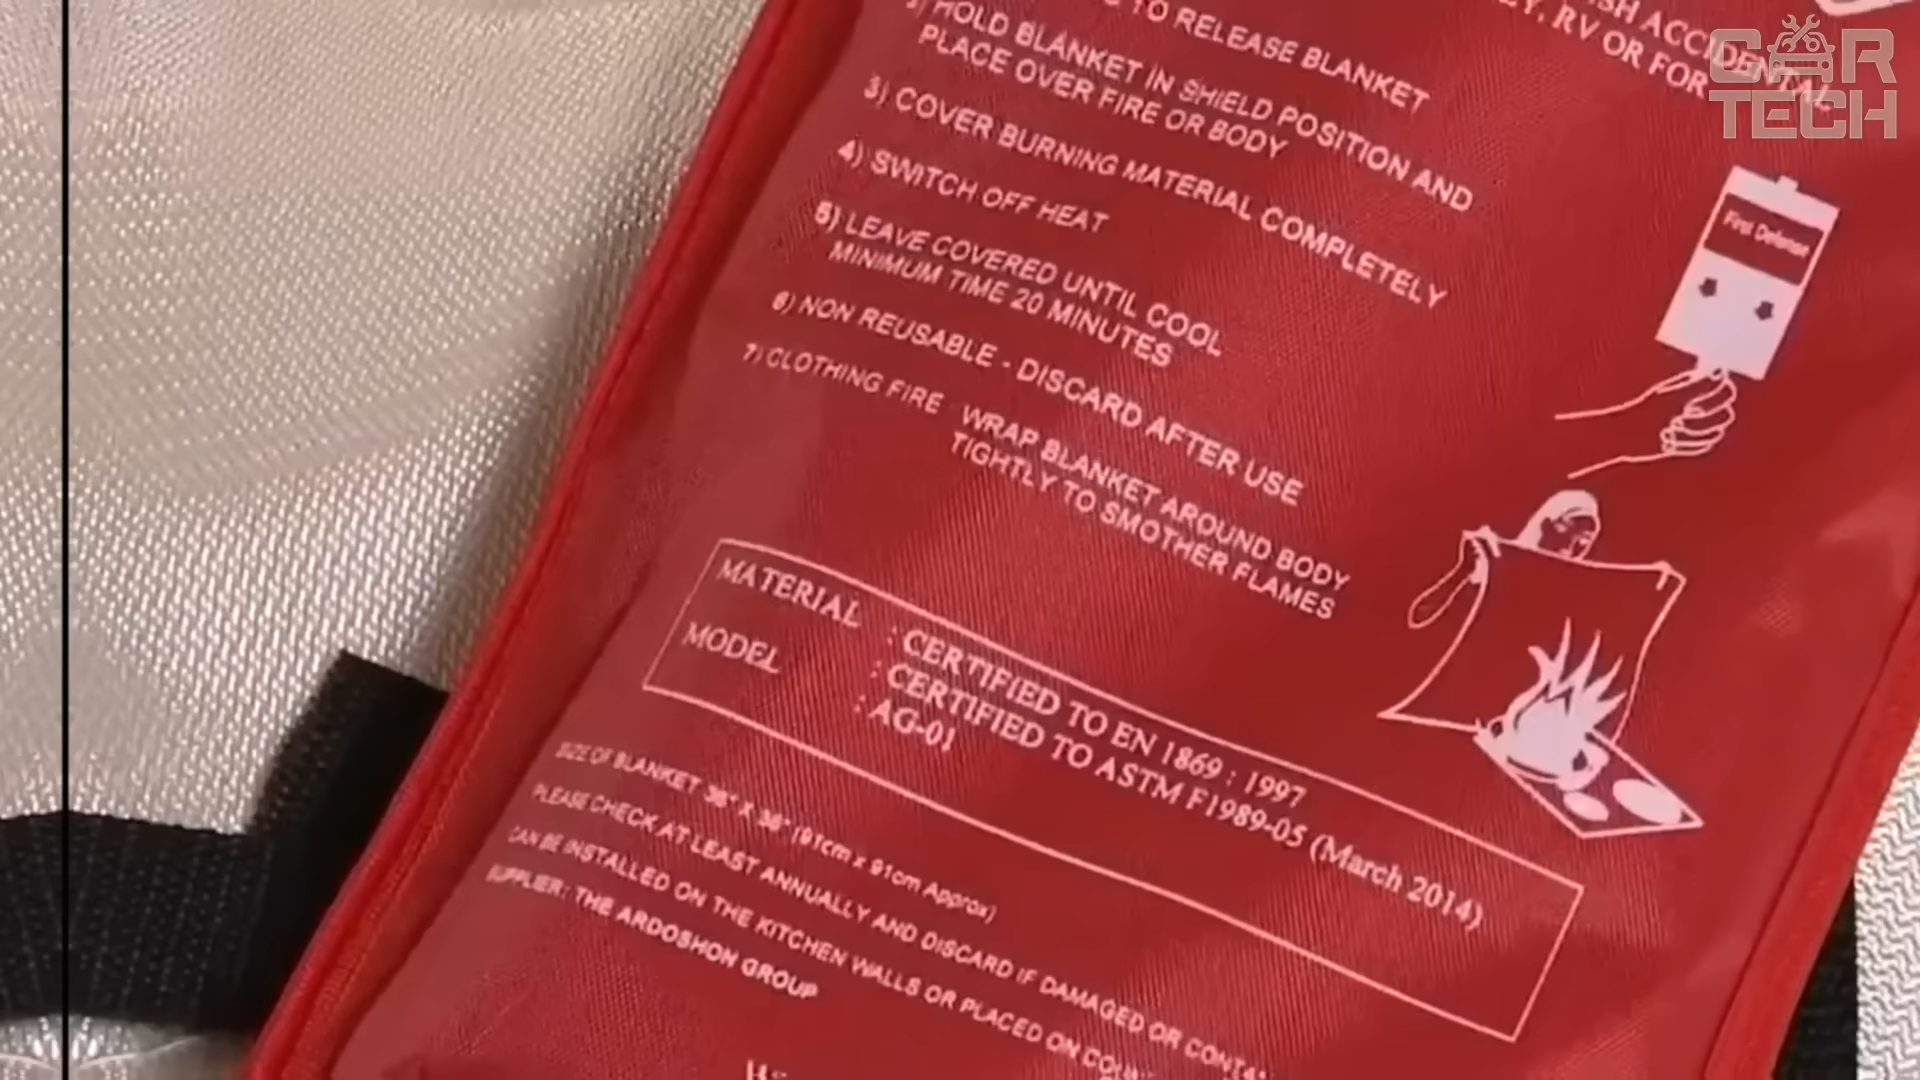 TO RELEASE BLANKET
HOLD BLANKET IN SHIELD POSITION AND
PLACE OVER FIRE OR BODY
3) COVER BURNING MATERIAL COMPLETELY
4) SWITCH OFF HEAT
5) LEAVE COVERED UNTIL COOL
MINIMUM TIME 20 MINUTES
6) NON REUSABLE - DISCARD AFTER USE
7) CLOTHING FIRE WRAP BLANKET AROUND BODY
TIGHTLY TO SMOTHER FLAMES
ACCIDENTAL
RV OR FOR
CAR
TECH
First Defense
MATERIAL : CERTIFIED TO EN 1869 : 1997
: CERTIFIED TO ASTM F1989-05 (March 2014)
MODEL : AG-01
SIZE OF BLANKET 36" X 36" (91cm x 91cm Approx)
PLEASE CHECK AT LEAST ANNUALLY AND DISCARD IF DAMAGED OR
CAN BE INSTALLED ON THE KITCHEN WALLS OR PLACED ON
SUPPLIER: THE ARDOSHON GROUP